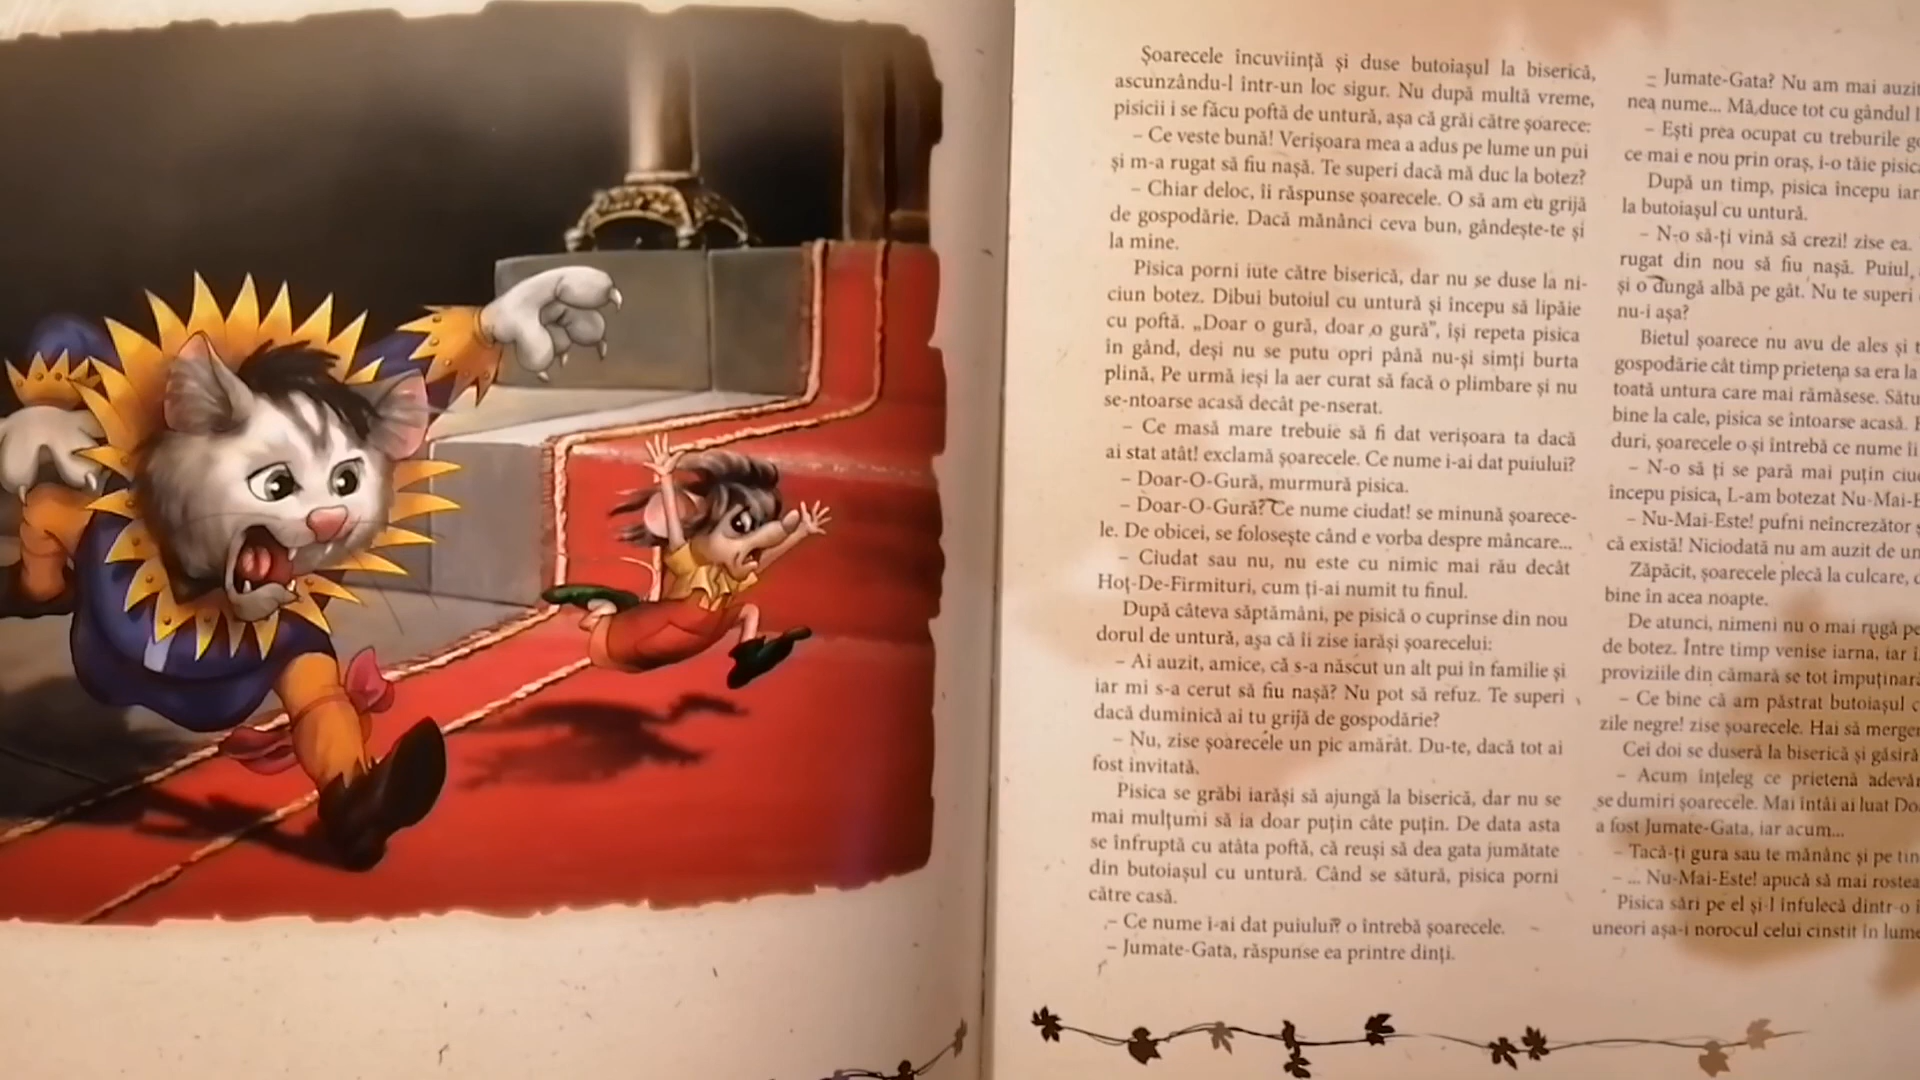 Șoarecele încuviință și duse butoiașul la biserică,
ascunzându-l într-un loc sigur. Nu după multă vreme,
pisicii i se făcu poftă de untură, așa că grăi către șoarece:
– Ce veste bună! Verișoara mea a adus pe lume un pui
și m-a rugat să fiu nașă. Te superi dacă mă duc la botez?
– Chiar deloc, îi răspunse șoarecele. O să am eu grijă
de gospodărie. Dacă mănânci ceva bun, gândește-te și
la mine.
Pisica porni iute către biserică, dar nu se duse la ni-
ciun botez. Dibui butoiul cu untură și începu să lipăie
cu poftă. „Doar o gură, doar o gură”, își repeta pisica
în gând, deși nu se putu opri până nu-și simți burta
plină. Pe urmă ieși la aer curat să facă o plimbare și nu
se-ntoarse acasă decât pe-nserat.
– Ce masă mare trebuie să fi dat verișoara ta dacă
ai stat atât! exclamă șoarecele. Ce nume i-ai dat puiului?
– Doar-O-Gură, murmură pisica.
– Doar-O-Gură? Ce nume ciudat! se minună șoarece-
le. De obicei, se folosește când e vorba despre mâncare...
– Ciudat sau nu, nu este cu nimic mai rău decât
Hoț-De-Firmituri, cum ți-ai numit tu finul.
După câteva săptămâni, pe pisică o cuprinse din nou
dorul de untură, așa că îi zise iarăși șoarecelui:
– Ai auzit, amice, că s-a născut un alt pui în familie și
iar mi s-a cerut să fiu nașă? Nu pot să refuz. Te superi
dacă duminică ai tu grijă de gospodărie?
– Nu, zise șoarecele un pic amărât. Du-te, dacă tot ai
fost invitată.
Pisica se grăbi iarăși să ajungă la biserică, dar nu se
mai mulțumi să ia doar puțin câte puțin. De data asta
se înfruptă cu atâta poftă, că reuși să dea gata jumătate
din butoiașul cu untură. Când se sătură, pisica porni
către casă.
– Ce nume i-ai dat puiului? o întrebă șoarecele.
– Jumate-Gata, răspunse ea printre dinți.
– Jumate-Gata? Nu am mai auzit
nea nume... Mă duce tot cu gândul
– Ești prea ocupat cu treburile
ce mai e nou prin oraș, i-o tăie
După un timp, pisica începu
la butoiașul cu untură.
– N-o să-ți vină să crezi! zise ea.
rugat din nou să fiu nașă. Puiul,
și o dungă albă pe gât. Nu te superi
nu-i așa?
Bietul șoarece nu avu de ales și
gospodărie cât timp prietena sa era la
toată untura care mai rămăsese.
bine la cale, pisica se întoarse acasă.
duri, șoarecele o și întrebă ce nume îi
– N-o să ți se pară mai puțin
începu pisica. L-am botezat
– Nu-Mai-Este! pufni neîncrezător
că există! Niciodată nu am auzit de
Zăpăcit, șoarecele plecă la culcare,
bine în acea noapte.
De atunci, nimeni nu o mai rugă
de botez. Între timp venise iarna, iar
proviziile din cămară se tot
– Ce bine că am păstrat butoiașul
zile negre! zise șoarecele. Hai să
Cei doi se duseră la biserică și
– Acum înțeleg ce prietenă
se dumiri șoarecele. Mai întâi ai luat
a fost Jumate-Gata, iar acum...
– Tacă-ți gura sau te mănânc și pe
– ... Nu-Mai-Este! apucă să mai
Pisica sări pe el și-l înfulecă dintr-o
uneori așa-i norocul celui cinstit în